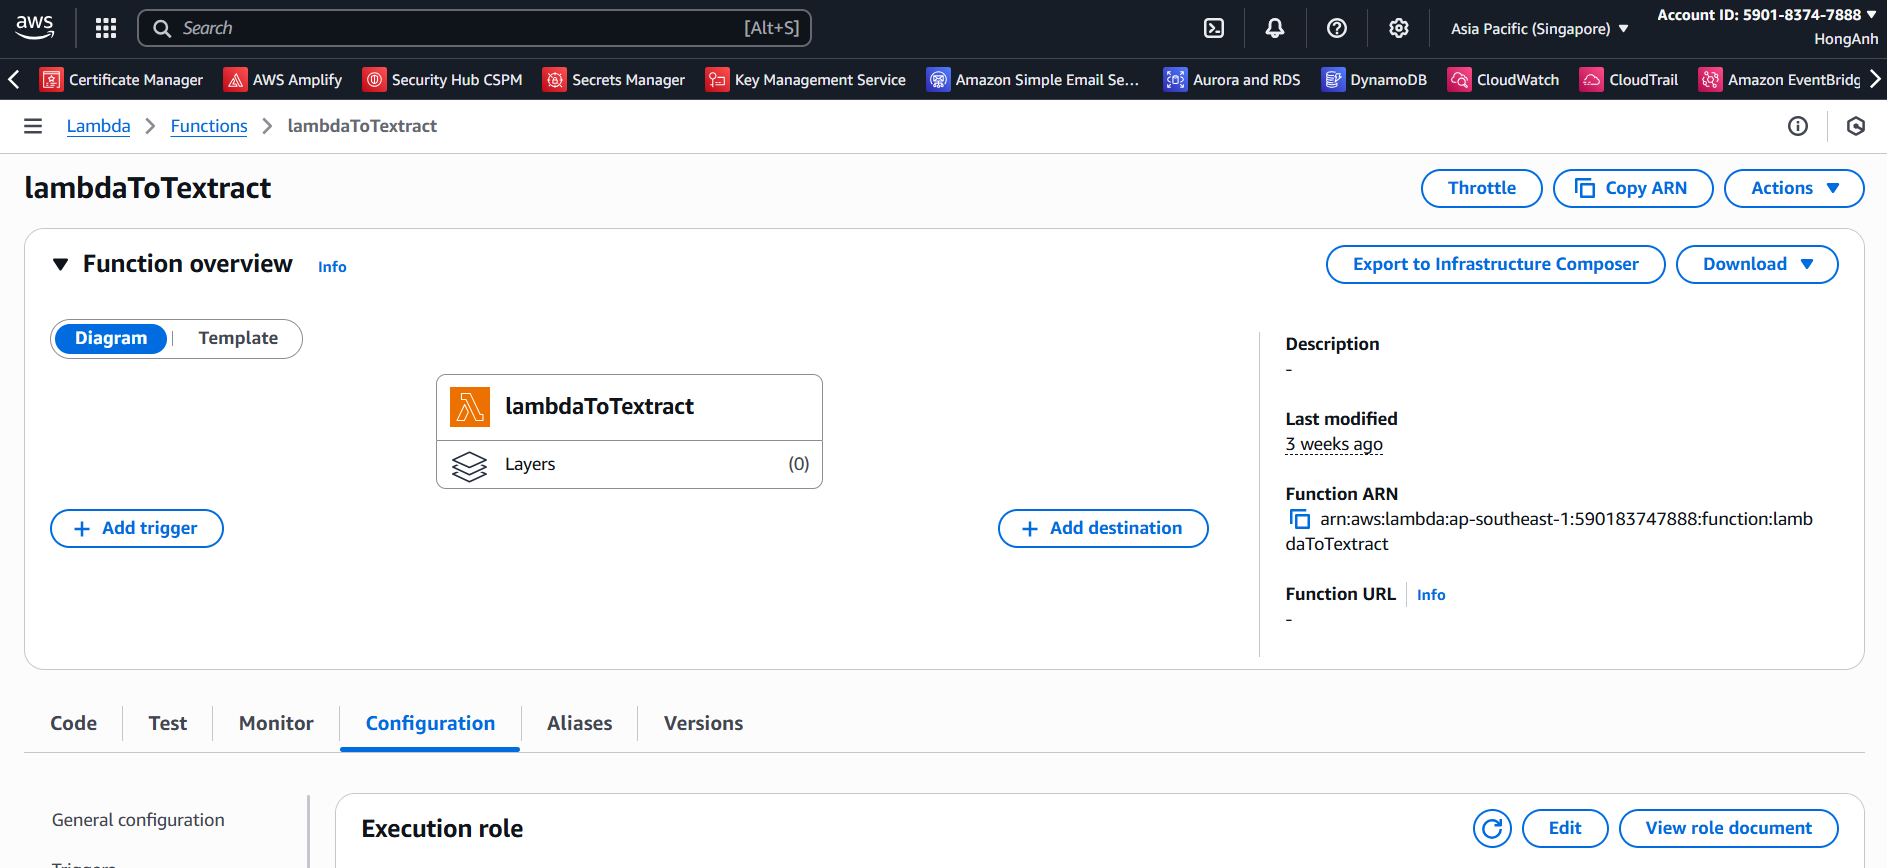 aws
Search [Alt+S]
Asia Pacific (Singapore)
Account ID: 5901-8374-7888
HongAnh
Certificate Manager AWS Amplify Security Hub CSPM Secrets Manager Key Management Service Amazon Simple Email Se... Aurora and RDS DynamoDB CloudWatch CloudTrail Amazon EventBridg
Lambda Functions lambdaToTextract
lambdaToTextract
Throttle Copy ARN Actions
Function overview Info
Export to Infrastructure Composer Download
Diagram Template
lambdaToTextract
Layers (0)
+ Add trigger
+ Add destination
Description
-
Last modified
3 weeks ago
Function ARN
arn:aws:lambda:ap-southeast-1:590183747888:function:lamb
daToTextract
Function URL Info
-
Code Test Monitor Configuration Aliases Versions
General configuration
Triggers
Execution role
Edit View role document